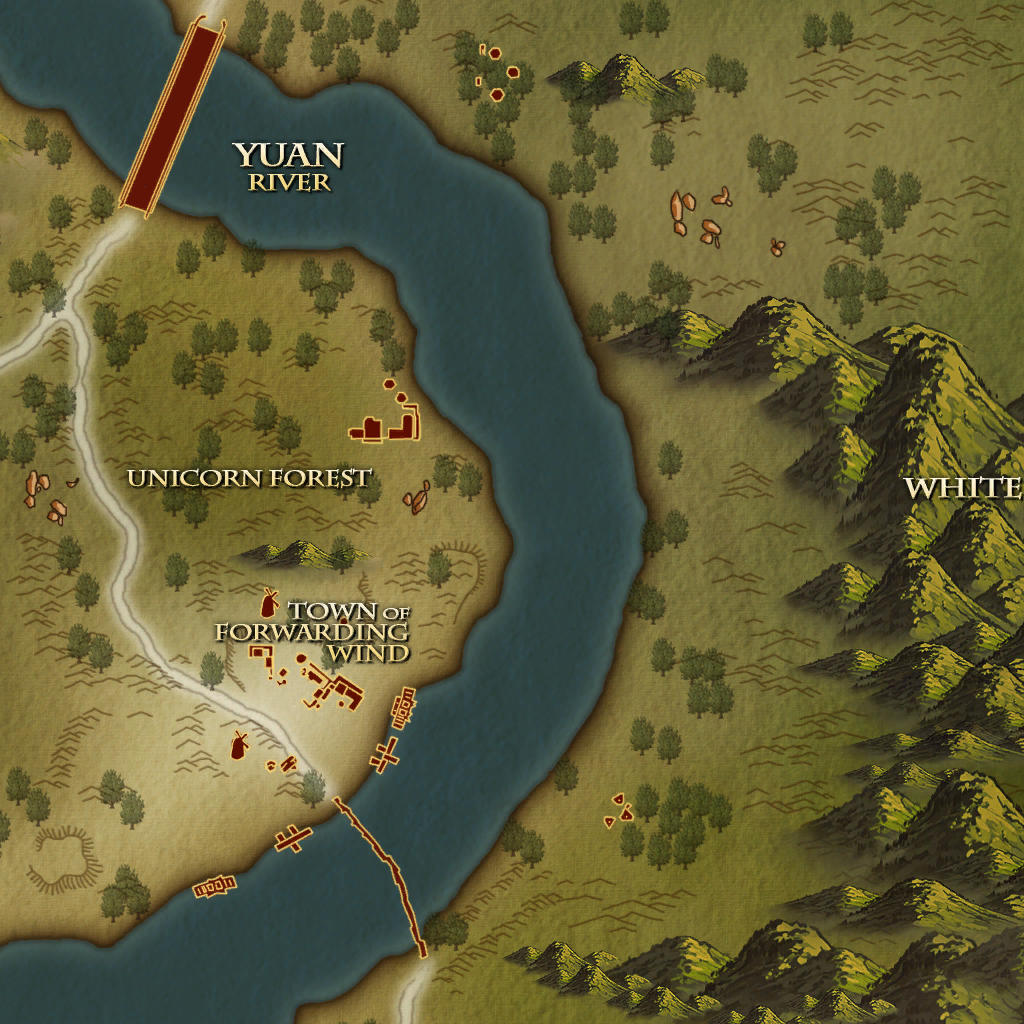 YUAN
RIVER
UNICORN FOREST
WHITE
TOWN OF
FORWARDING
WIND